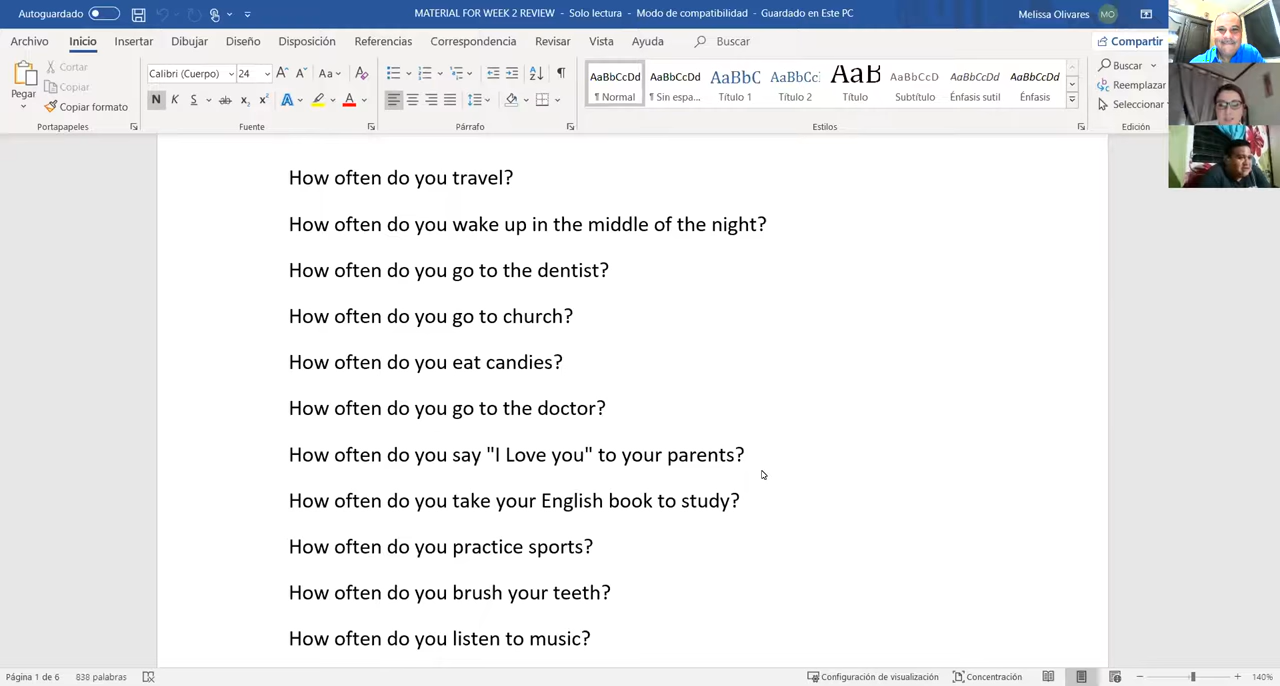 Autoguardado MATERIAL FOR WEEK 2 REVIEW - Solo lectura - Modo de compatibilidad - Guardado en Este PC Melissa Olivares MO
Archivo Inicio Insertar Dibujar Diseño Disposición Referencias Correspondencia Revisar Vista Ayuda Buscar Compartir
Pegar
Cortar
Copiar
Copiar formato
Portapapeles
Calibri (Cuerpo) 24 A A Aa A
N K S ab x₂ x² A A
Fuente
Párrafo
AaBbCcDd AaBbCcDd AaBbC AaBbCc AaB AaBbCcD AaBbCcDd AaBbCcDd
¶ Normal ¶ Sin espa... Título 1 Título 2 Título Subtítulo Énfasis sutil Énfasis
Estilos
Buscar
Reemplazar
Seleccionar
Edición
How often do you travel?
How often do you wake up in the middle of the night?
How often do you go to the dentist?
How often do you go to church?
How often do you eat candies?
How often do you go to the doctor?
How often do you say "I Love you" to your parents?
How often do you take your English book to study?
How often do you practice sports?
How often do you brush your teeth?
How often do you listen to music?
Página 1 de 6 838 palabras Configuración de visualización Concentración 140%